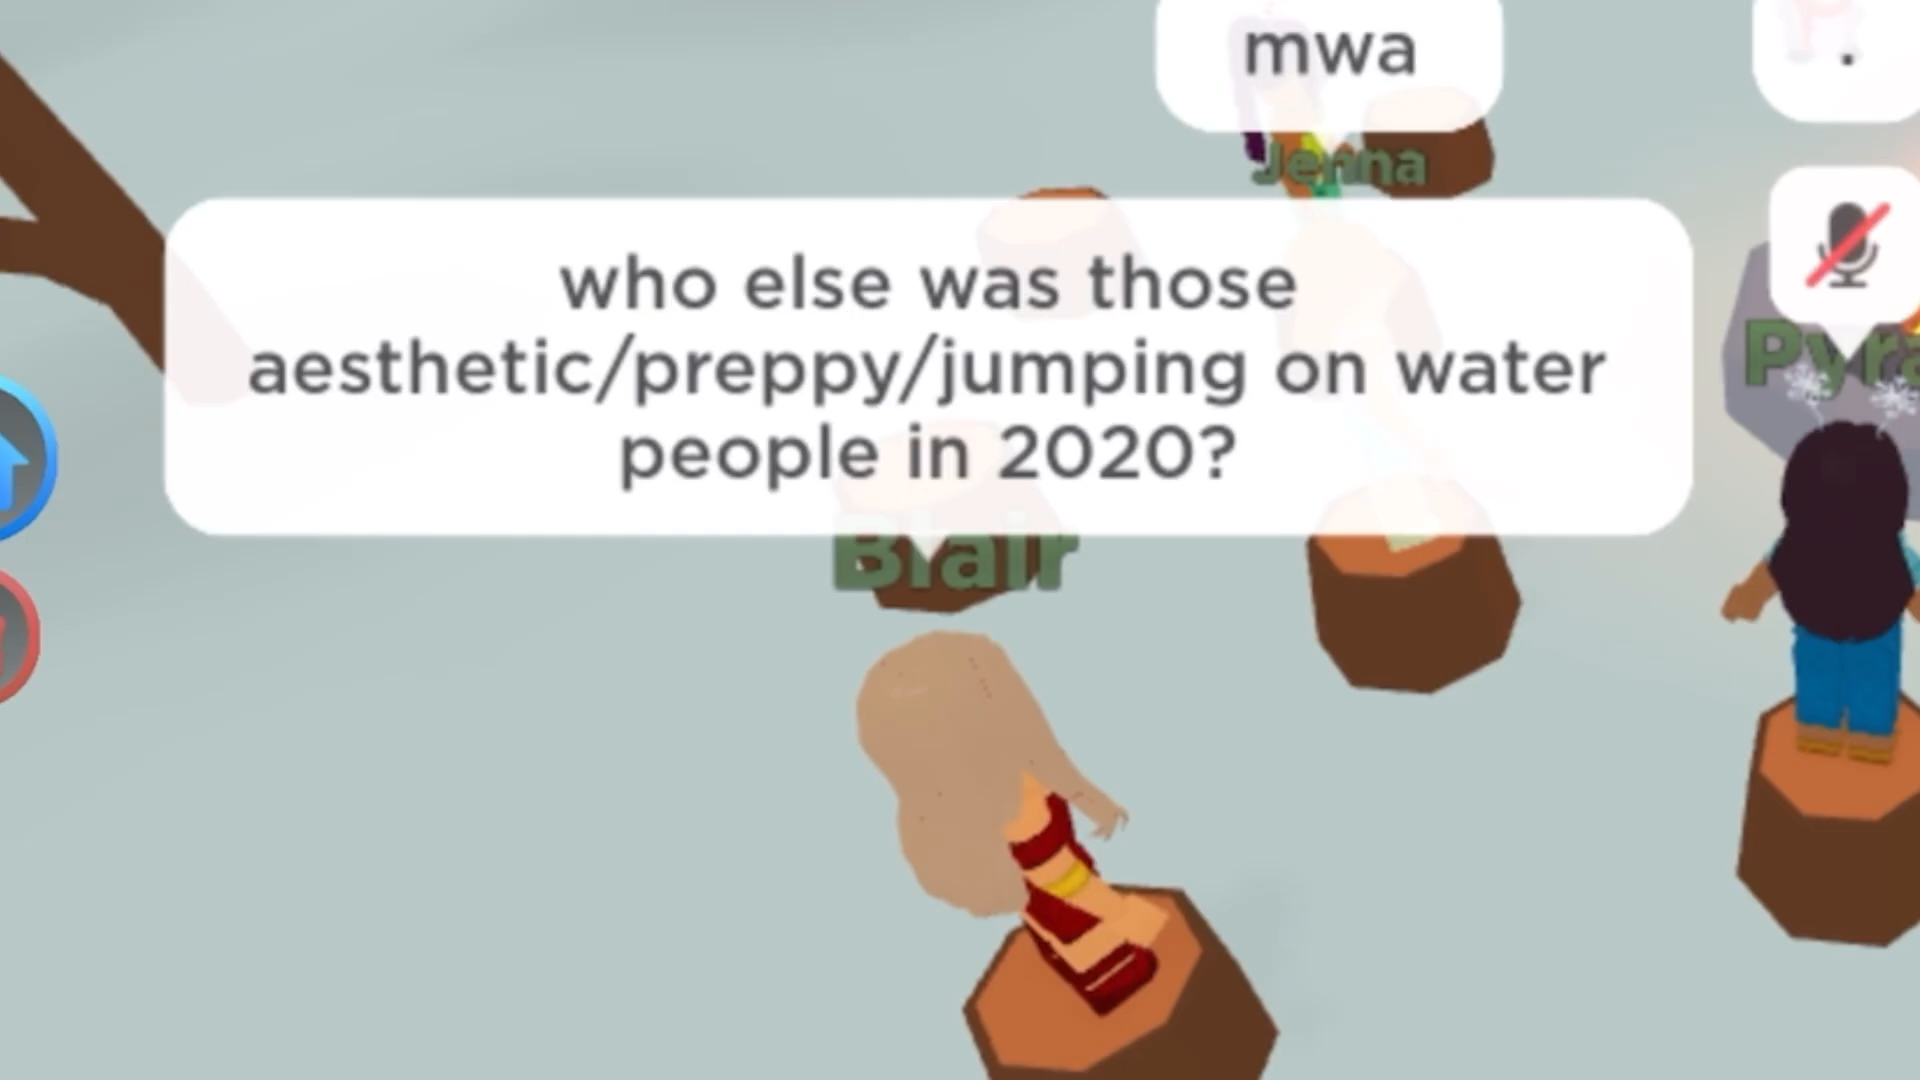 mwa
.
Jenna
who else was those
aesthetic/preppy/jumping on water
people in 2020?
Blair